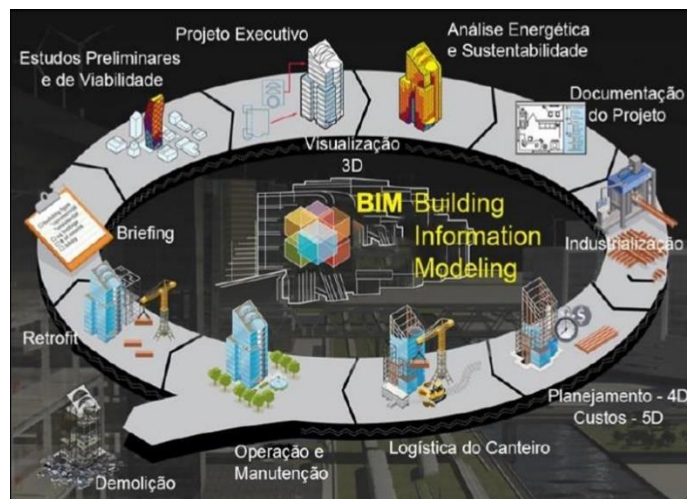 Projeto Executivo
Análise Energética
e Sustentabilidade
Estudos Preliminares
e de Viabilidade
Documentação
do Projeto
Visualização
3D
BIM Building
Information
Modeling
Briefing
Industrialização
Retrofit
Planejamento - 4D
Custos - 5D
Logística do Canteiro
Operação e
Manutenção
Demolição